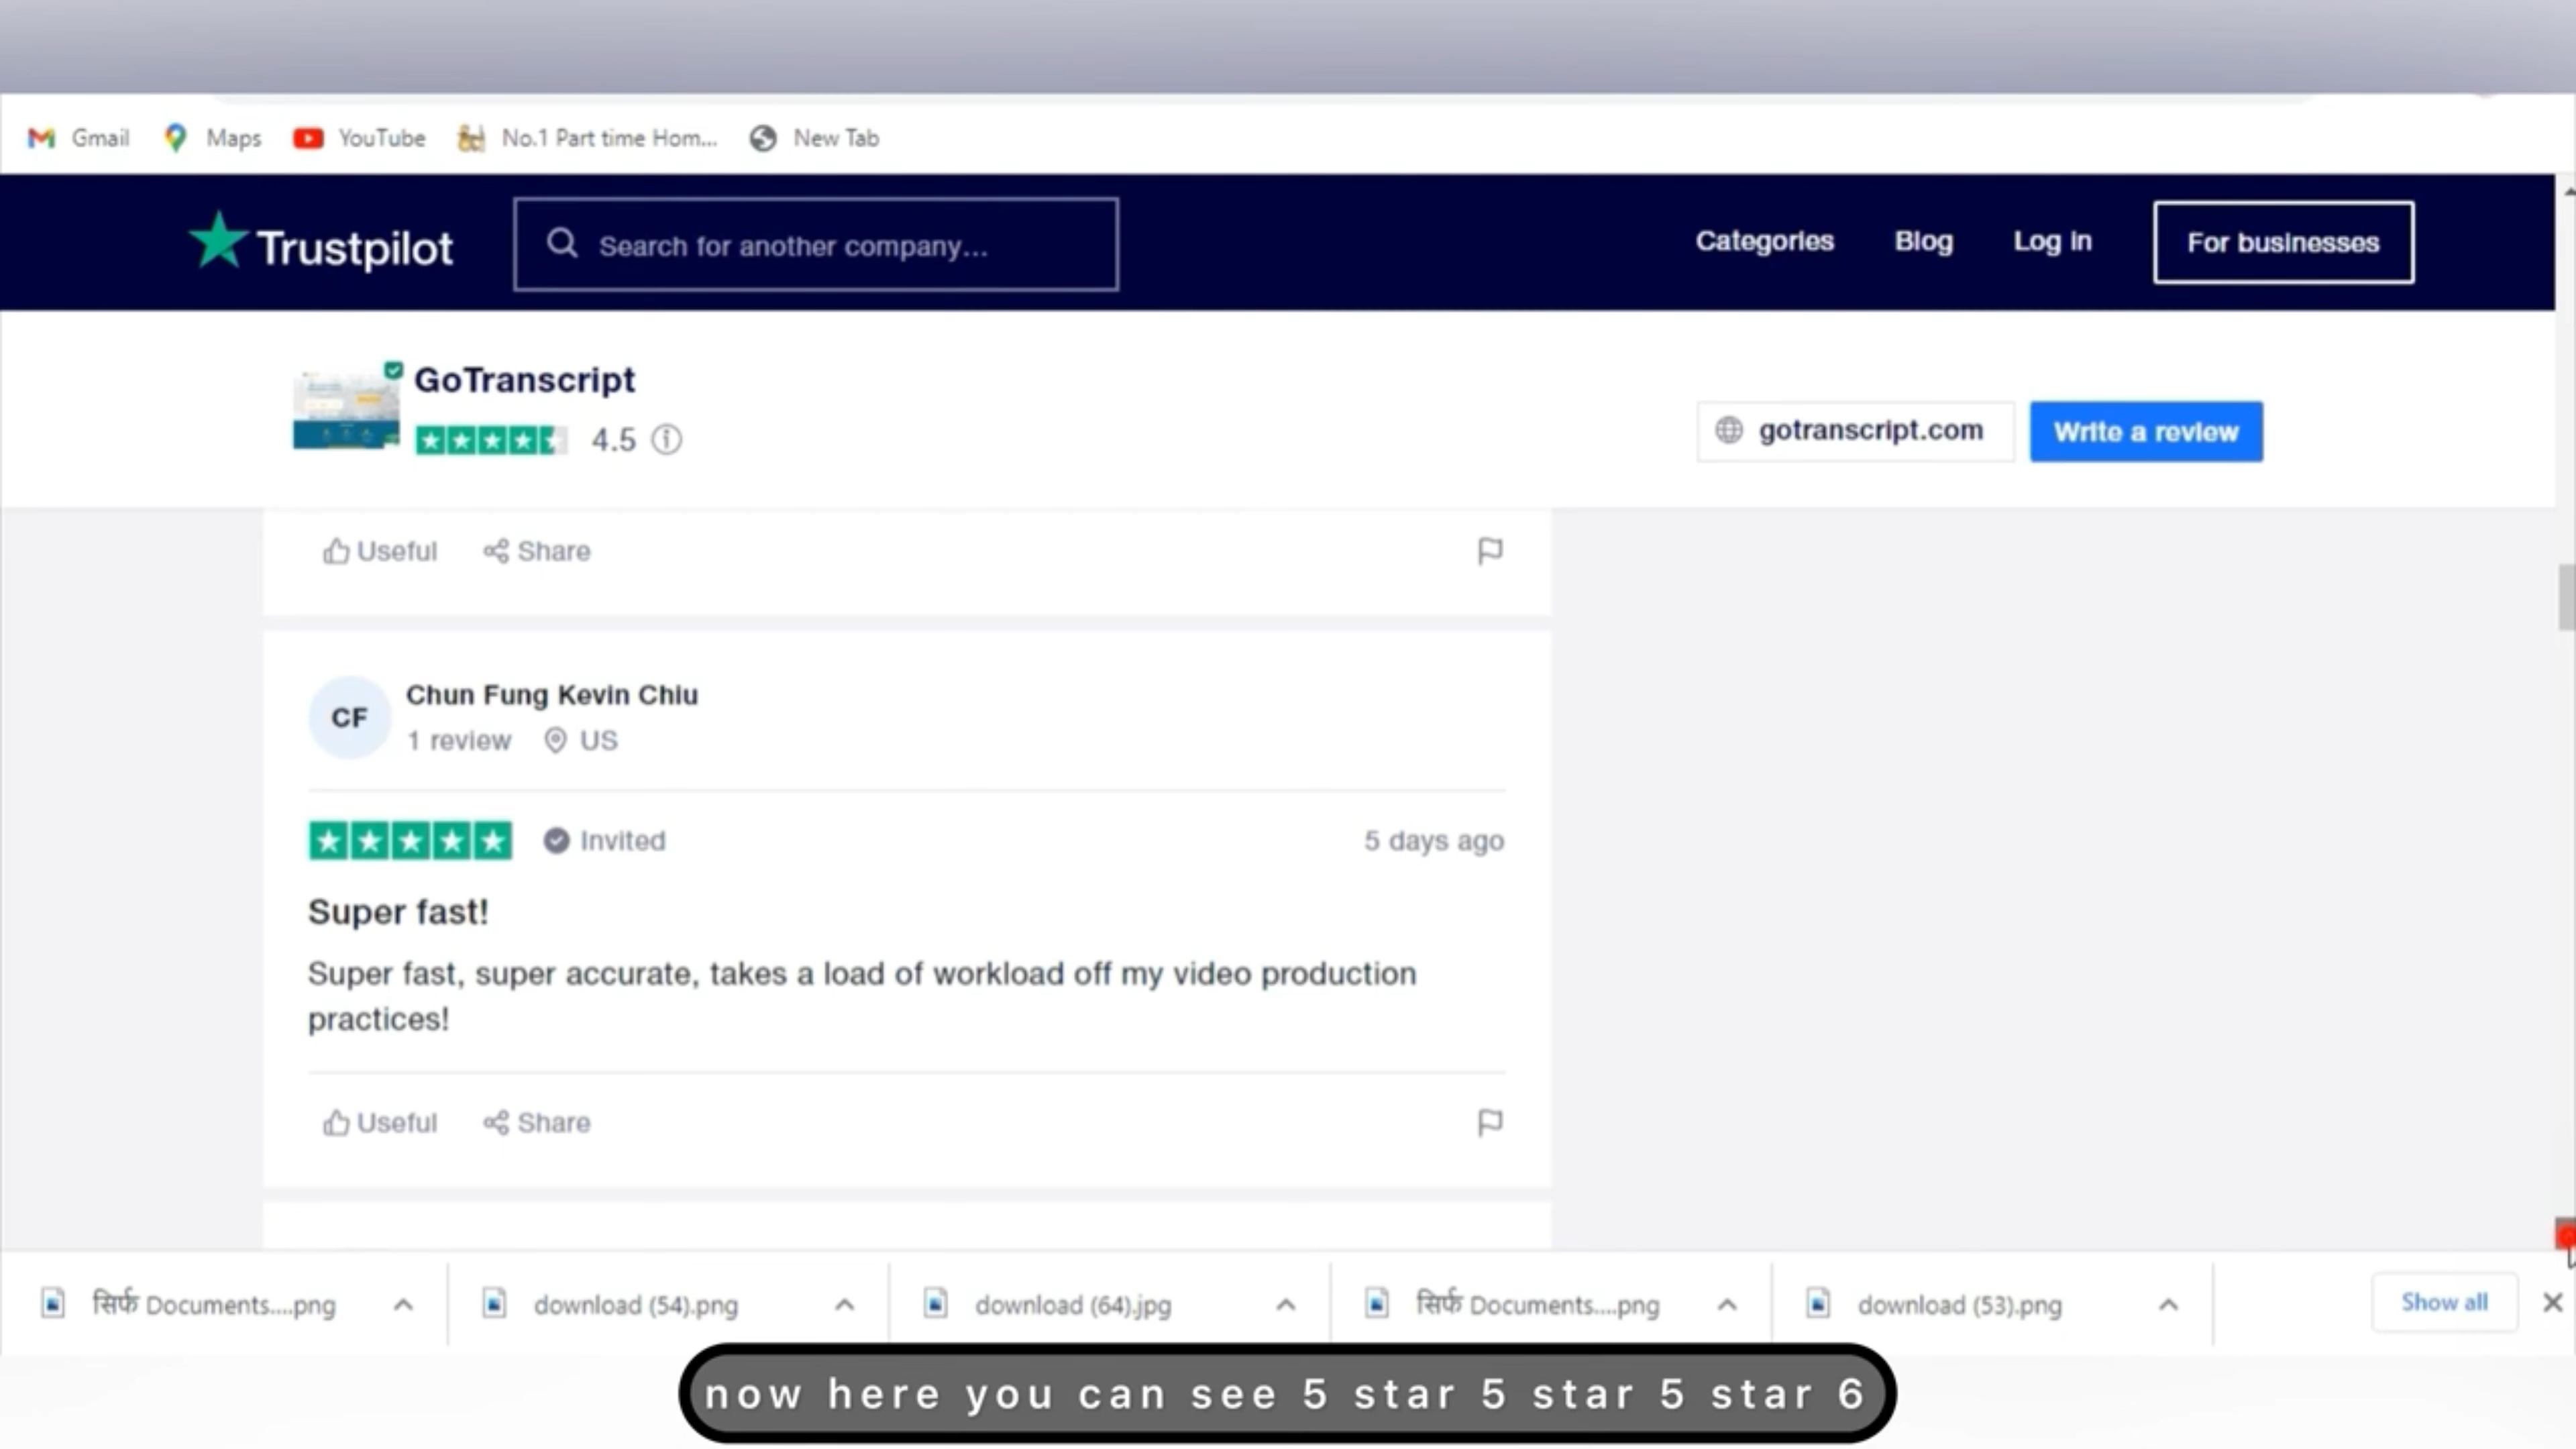 Gmail Maps YouTube No.1 Part time Hom... New Tab
Trustpilot Search for another company... Categories Blog Log in For businesses
GoTranscript
4.5
gotranscript.com Write a review
Useful Share
CF Chun Fung Kevin Chiu
1 review US
Invited 5 days ago
Super fast!
Super fast, super accurate, takes a load of workload off my video production
practices!
Useful Share
सिर्फ Documents....png download (54).png download (64).jpg सिर्फ Documents....png download (53).png Show all
now here you can see 5 star 5 star 5 star 6